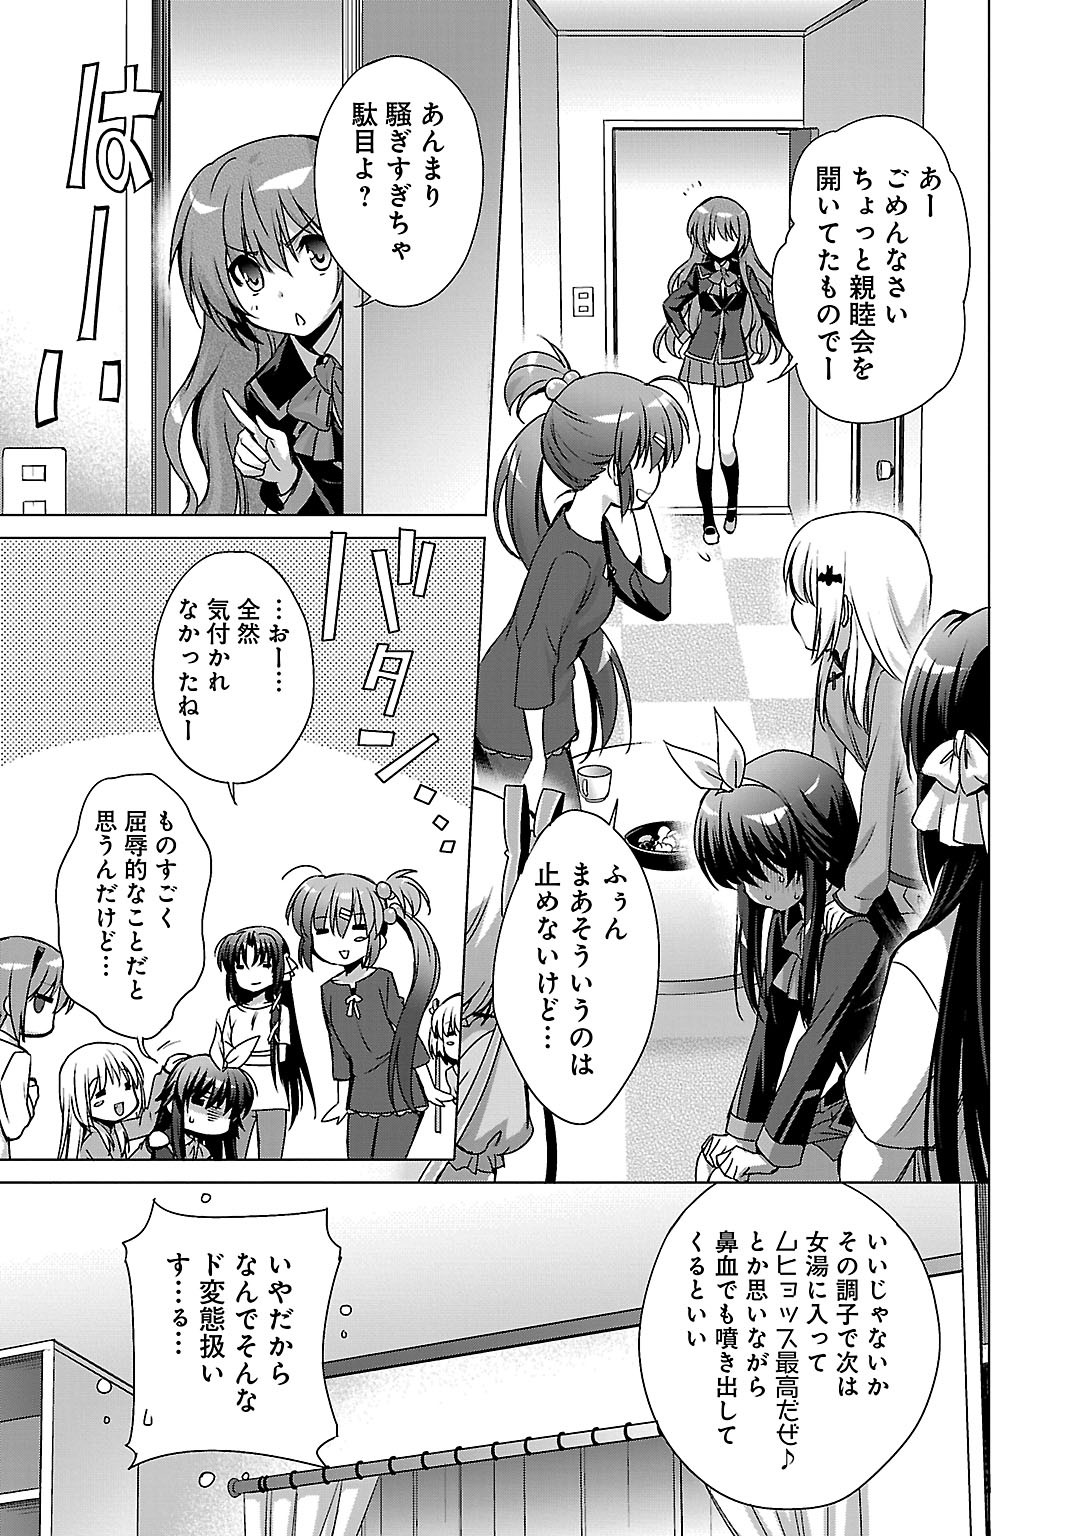 あー
ごめんなさい
ちょっと親睦会を
開いてたものでー
ふぅん
まあそういうのは
止めないけど…
あんまり
騒ぎすぎちゃ
駄目よ？
はーい
バタン
…おー…
全然
気付かれ
なかったねー
ものすごく
屈辱的なことだと
思うんだけど…
いいじゃないか
その調子で次は
女湯に入って
ムヒョッス最高だぜ♪
とか思いながら
鼻血でも噴き出して
くるといい
いやだから
なんでそんな
ド変態扱い
す…る…